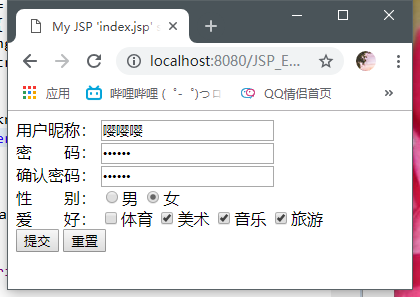 My JSP 'index.jsp' s
localhost:8080/JSP_E...
应用 哔哩哔哩 ( ゜- ゜)つロ QQ情侣首页 »
用户昵称: 嘤嘤嘤
密 码: ••••••
确认密码: ••••••
性 别: 男 女
爱 好: 体育 美术 音乐 旅游
提交 重置